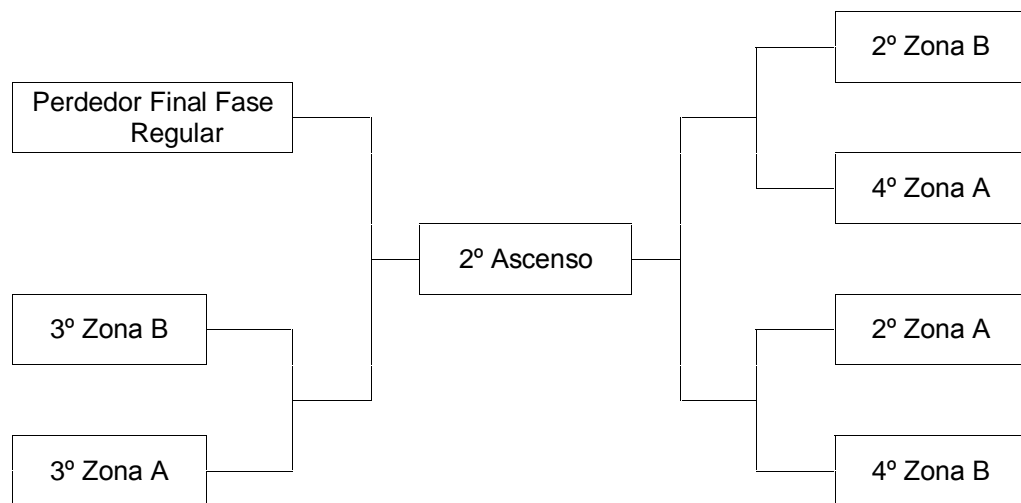 2º Zona B
Perdedor Final Fase
Regular
4º Zona A
2º Ascenso
3º Zona B
2º Zona A
3º Zona A
4º Zona B